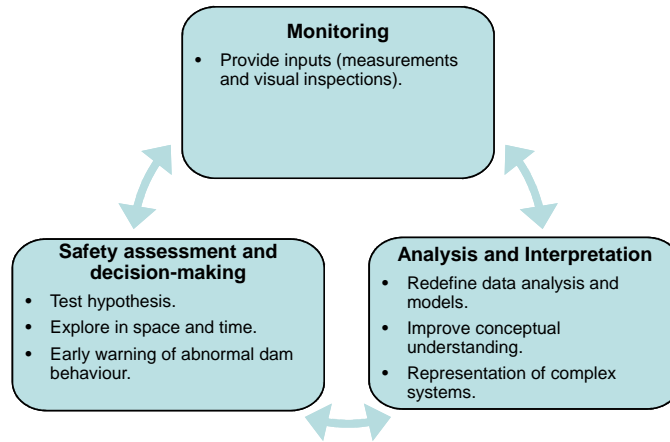 Monitoring
• Provide inputs (measurements
and visual inspections).
Safety assessment and
decision-making
• Test hypothesis.
• Explore in space and time.
• Early warning of abnormal dam
behaviour.
Analysis and Interpretation
• Redefine data analysis and
models.
• Improve conceptual
understanding.
• Representation of complex
systems.